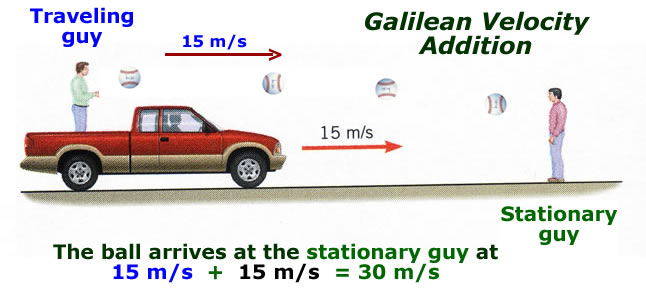 Traveling
guy
15 m/s
Galilean Velocity
Addition
15 m/s
Stationary
guy
The ball arrives at the stationary guy at
15 m/s + 15 m/s = 30 m/s